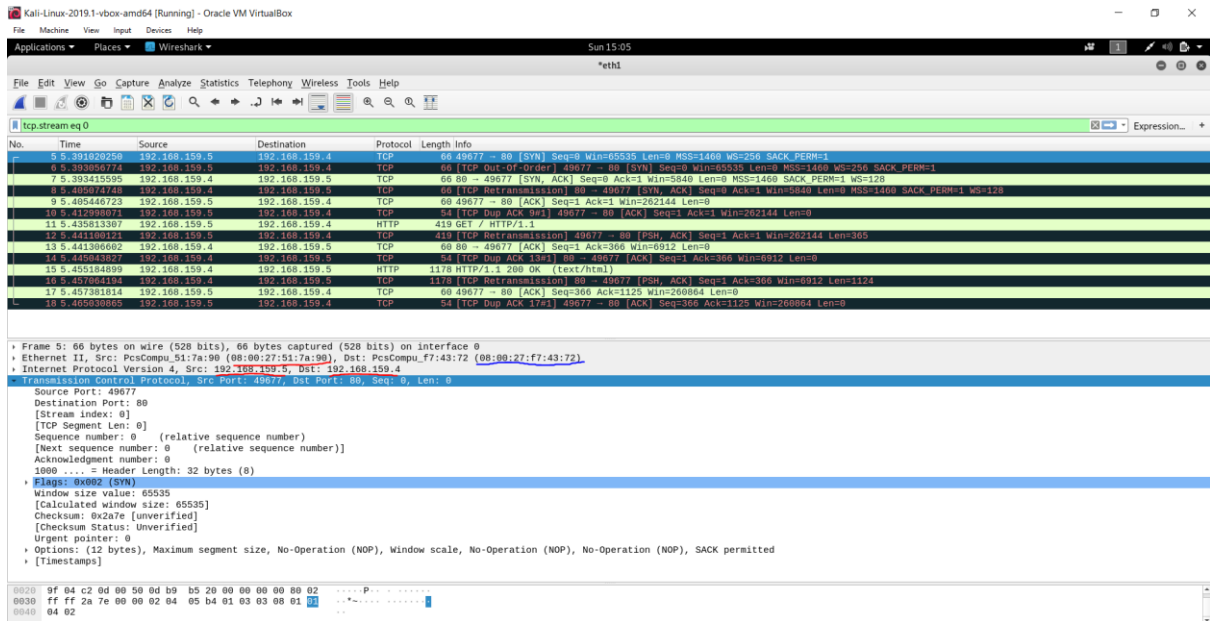 Kali-Linux-2019.1-vbox-amd64 [Running] - Oracle VM VirtualBox
File Machine View Input Devices Help
Applications ▾ Places ▾ Wireshark ▾ Sun 15:05 1
*eth1
File Edit View Go Capture Analyze Statistics Telephony Wireless Tools Help
tcp.stream eq 0 Expression... +
No. Time Source Destination Protocol Length Info
5 5.391020250 192.168.159.5 192.168.159.4 TCP 66 49677 → 80 [SYN] Seq=0 Win=65535 Len=0 MSS=1460 WS=256 SACK_PERM=1
6 5.393056774 192.168.159.5 192.168.159.4 TCP 66 [TCP Out-Of-Order] 49677 → 80 [SYN] Seq=0 Win=65535 Len=0 MSS=1460 WS=256 SACK_PERM=1
7 5.393415595 192.168.159.4 192.168.159.5 TCP 66 80 → 49677 [SYN, ACK] Seq=0 Ack=1 Win=5840 Len=0 MSS=1460 SACK_PERM=1 WS=128
8 5.405074748 192.168.159.4 192.168.159.5 TCP 66 [TCP Retransmission] 80 → 49677 [SYN, ACK] Seq=0 Ack=1 Win=5840 Len=0 MSS=1460 SACK_PERM=1 WS=128
9 5.405446723 192.168.159.5 192.168.159.4 TCP 60 49677 → 80 [ACK] Seq=1 Ack=1 Win=262144 Len=0
10 5.412998071 192.168.159.5 192.168.159.4 TCP 54 [TCP Dup ACK 9#1] 49677 → 80 [ACK] Seq=1 Ack=1 Win=262144 Len=0
11 5.435813307 192.168.159.5 192.168.159.4 HTTP 419 GET / HTTP/1.1
12 5.441100121 192.168.159.5 192.168.159.4 TCP 419 [TCP Retransmission] 49677 → 80 [PSH, ACK] Seq=1 Ack=1 Win=262144 Len=365
13 5.441306602 192.168.159.4 192.168.159.5 TCP 60 80 → 49677 [ACK] Seq=1 Ack=366 Win=6912 Len=0
14 5.445043827 192.168.159.4 192.168.159.5 TCP 54 [TCP Dup ACK 13#1] 80 → 49677 [ACK] Seq=1 Ack=366 Win=6912 Len=0
15 5.455184899 192.168.159.4 192.168.159.5 HTTP 1178 HTTP/1.1 200 OK (text/html)
16 5.457064194 192.168.159.4 192.168.159.5 TCP 1178 [TCP Retransmission] 80 → 49677 [PSH, ACK] Seq=1 Ack=366 Win=6912 Len=1124
17 5.457381814 192.168.159.5 192.168.159.4 TCP 60 49677 → 80 [ACK] Seq=366 Ack=1125 Win=260864 Len=0
18 5.465030865 192.168.159.5 192.168.159.4 TCP 54 [TCP Dup ACK 17#1] 49677 → 80 [ACK] Seq=366 Ack=1125 Win=260864 Len=0
Frame 5: 66 bytes on wire (528 bits), 66 bytes captured (528 bits) on interface 0
Ethernet II, Src: PcsCompu_51:7a:90 (08:00:27:51:7a:90), Dst: PcsCompu_f7:43:72 (08:00:27:f7:43:72)
Internet Protocol Version 4, Src: 192.168.159.5, Dst: 192.168.159.4
Transmission Control Protocol, Src Port: 49677, Dst Port: 80, Seq: 0, Len: 0
Source Port: 49677
Destination Port: 80
[Stream index: 0]
[TCP Segment Len: 0]
Sequence number: 0 (relative sequence number)
[Next sequence number: 0 (relative sequence number)]
Acknowledgment number: 0
1000 .... = Header Length: 32 bytes (8)
Flags: 0x002 (SYN)
Window size value: 65535
[Calculated window size: 65535]
Checksum: 0x2a7e [unverified]
[Checksum Status: Unverified]
Urgent pointer: 0
Options: (12 bytes), Maximum segment size, No-Operation (NOP), Window scale, No-Operation (NOP), No-Operation (NOP), SACK permitted
[Timestamps]
0020 9f 04 c2 0d 00 50 0d b9 b5 20 00 00 00 00 80 02 ·····P·· · ······
0030 ff ff 2a 7e 00 00 02 04 05 b4 01 03 03 08 01 01 ··*~···· ········
0040 04 02 ··